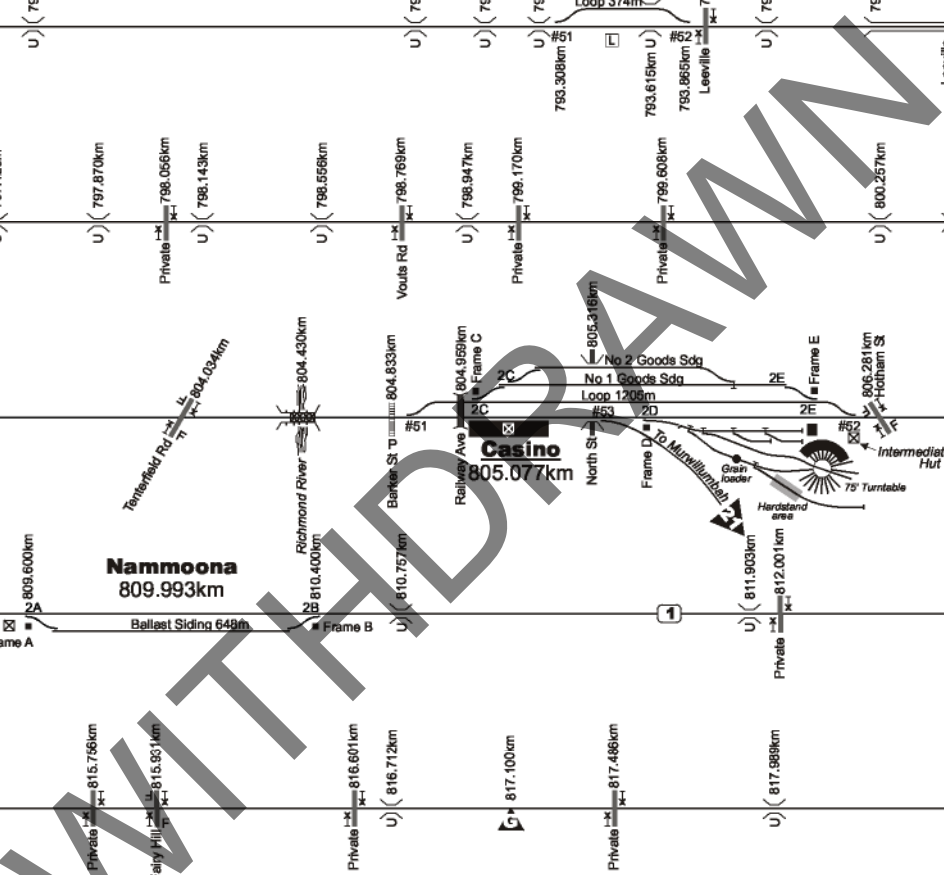 Loop 374m
#51
L
#52
793.308km
793.615km
793.865km
Leeville
797.870km
798.056km
798.143km
798.556km
798.769km
798.947km
799.170km
799.608km
800.257km
U
U
U
U
U
Private
Vouts Rd
Private
Private
804.034km
Tenterfield Rd
F
F
804.430km
Richmond River
804.833km
Barker St P
804.959km
Railway Ave
#51
Frame C
2C
2C
805.316km
North St
No 2 Goods Sdg
No 1 Goods Sdg
Loop 1205m
#53
2D
Frame D
2E
2E
Frame E
806.281km
Hotham St
F
F
#52
Casino
805.077km
To Murwillumbah
21
Grain
loader
Hardstand
area
75' Turntable
Hut
809.600km
2A
Nammoona
809.993km
Ballast Siding 648m
810.400km
2B
Frame B
810.757km
U
1
811.903km
U
812.001km
Private
815.756km
Private
815.931km
F
F
816.601km
Private
816.712km
U
817.100km
G
817.486km
Private
817.989km
U
WITHDRAWN